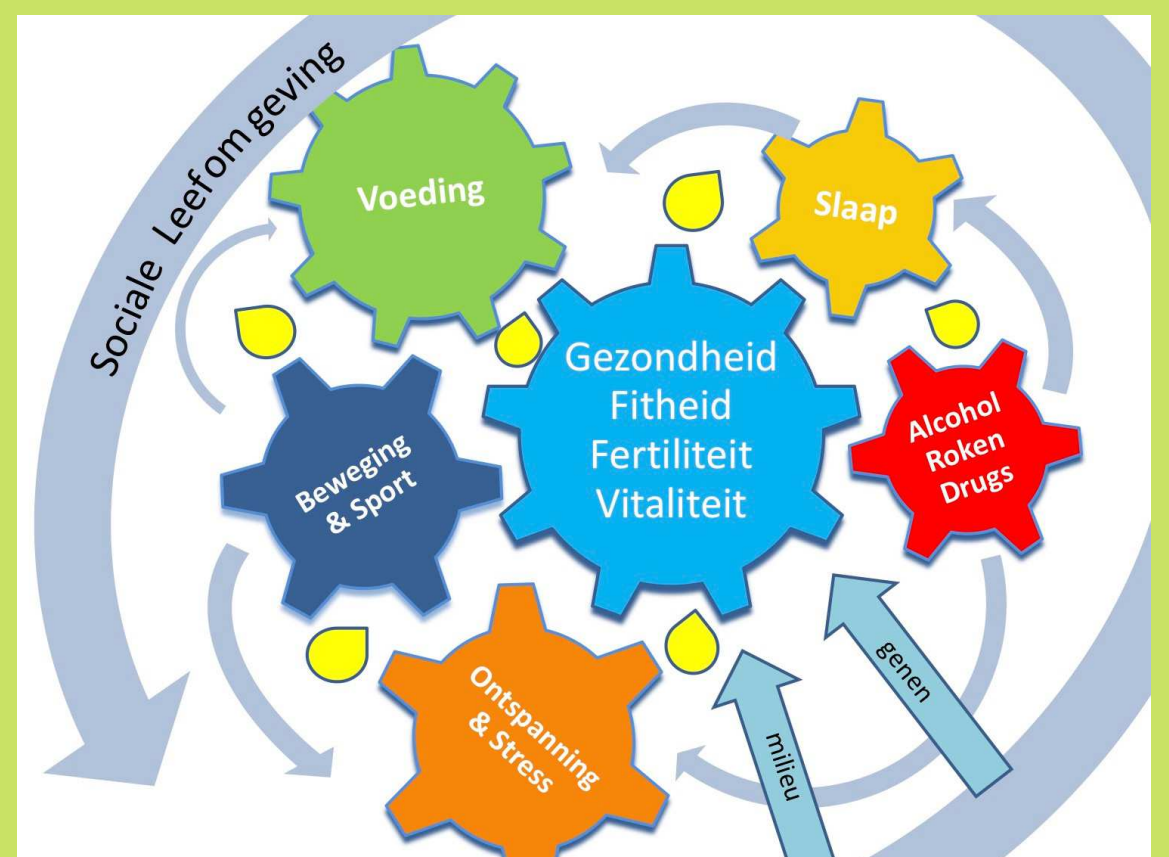 Sociale Leefomgeving
Voeding
Slaap
Gezondheid
Fitheid
Fertiliteit
Vitaliteit
Alcohol
Roken
Drugs
Beweging
& Sport
Ontspanning
& Stress
genen
milieu